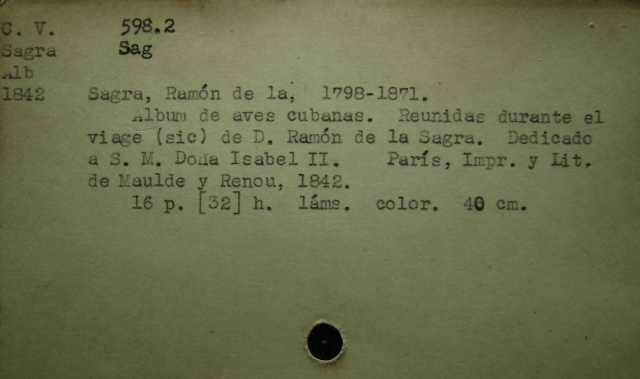 C. V. 598.2
Sagra Sag
Alb
1842 Sagra, Ramón de la, 1798-1871.
Album de aves cubanas. Reunidas durante el
viage (sic) de D. Ramón de la Sagra. Dedicado
a S. M. Doña Isabel II. París, Impr. y Lit.
de Maulde y Renou, 1842.
16 p. [32] h. láms. color. 40 cm.